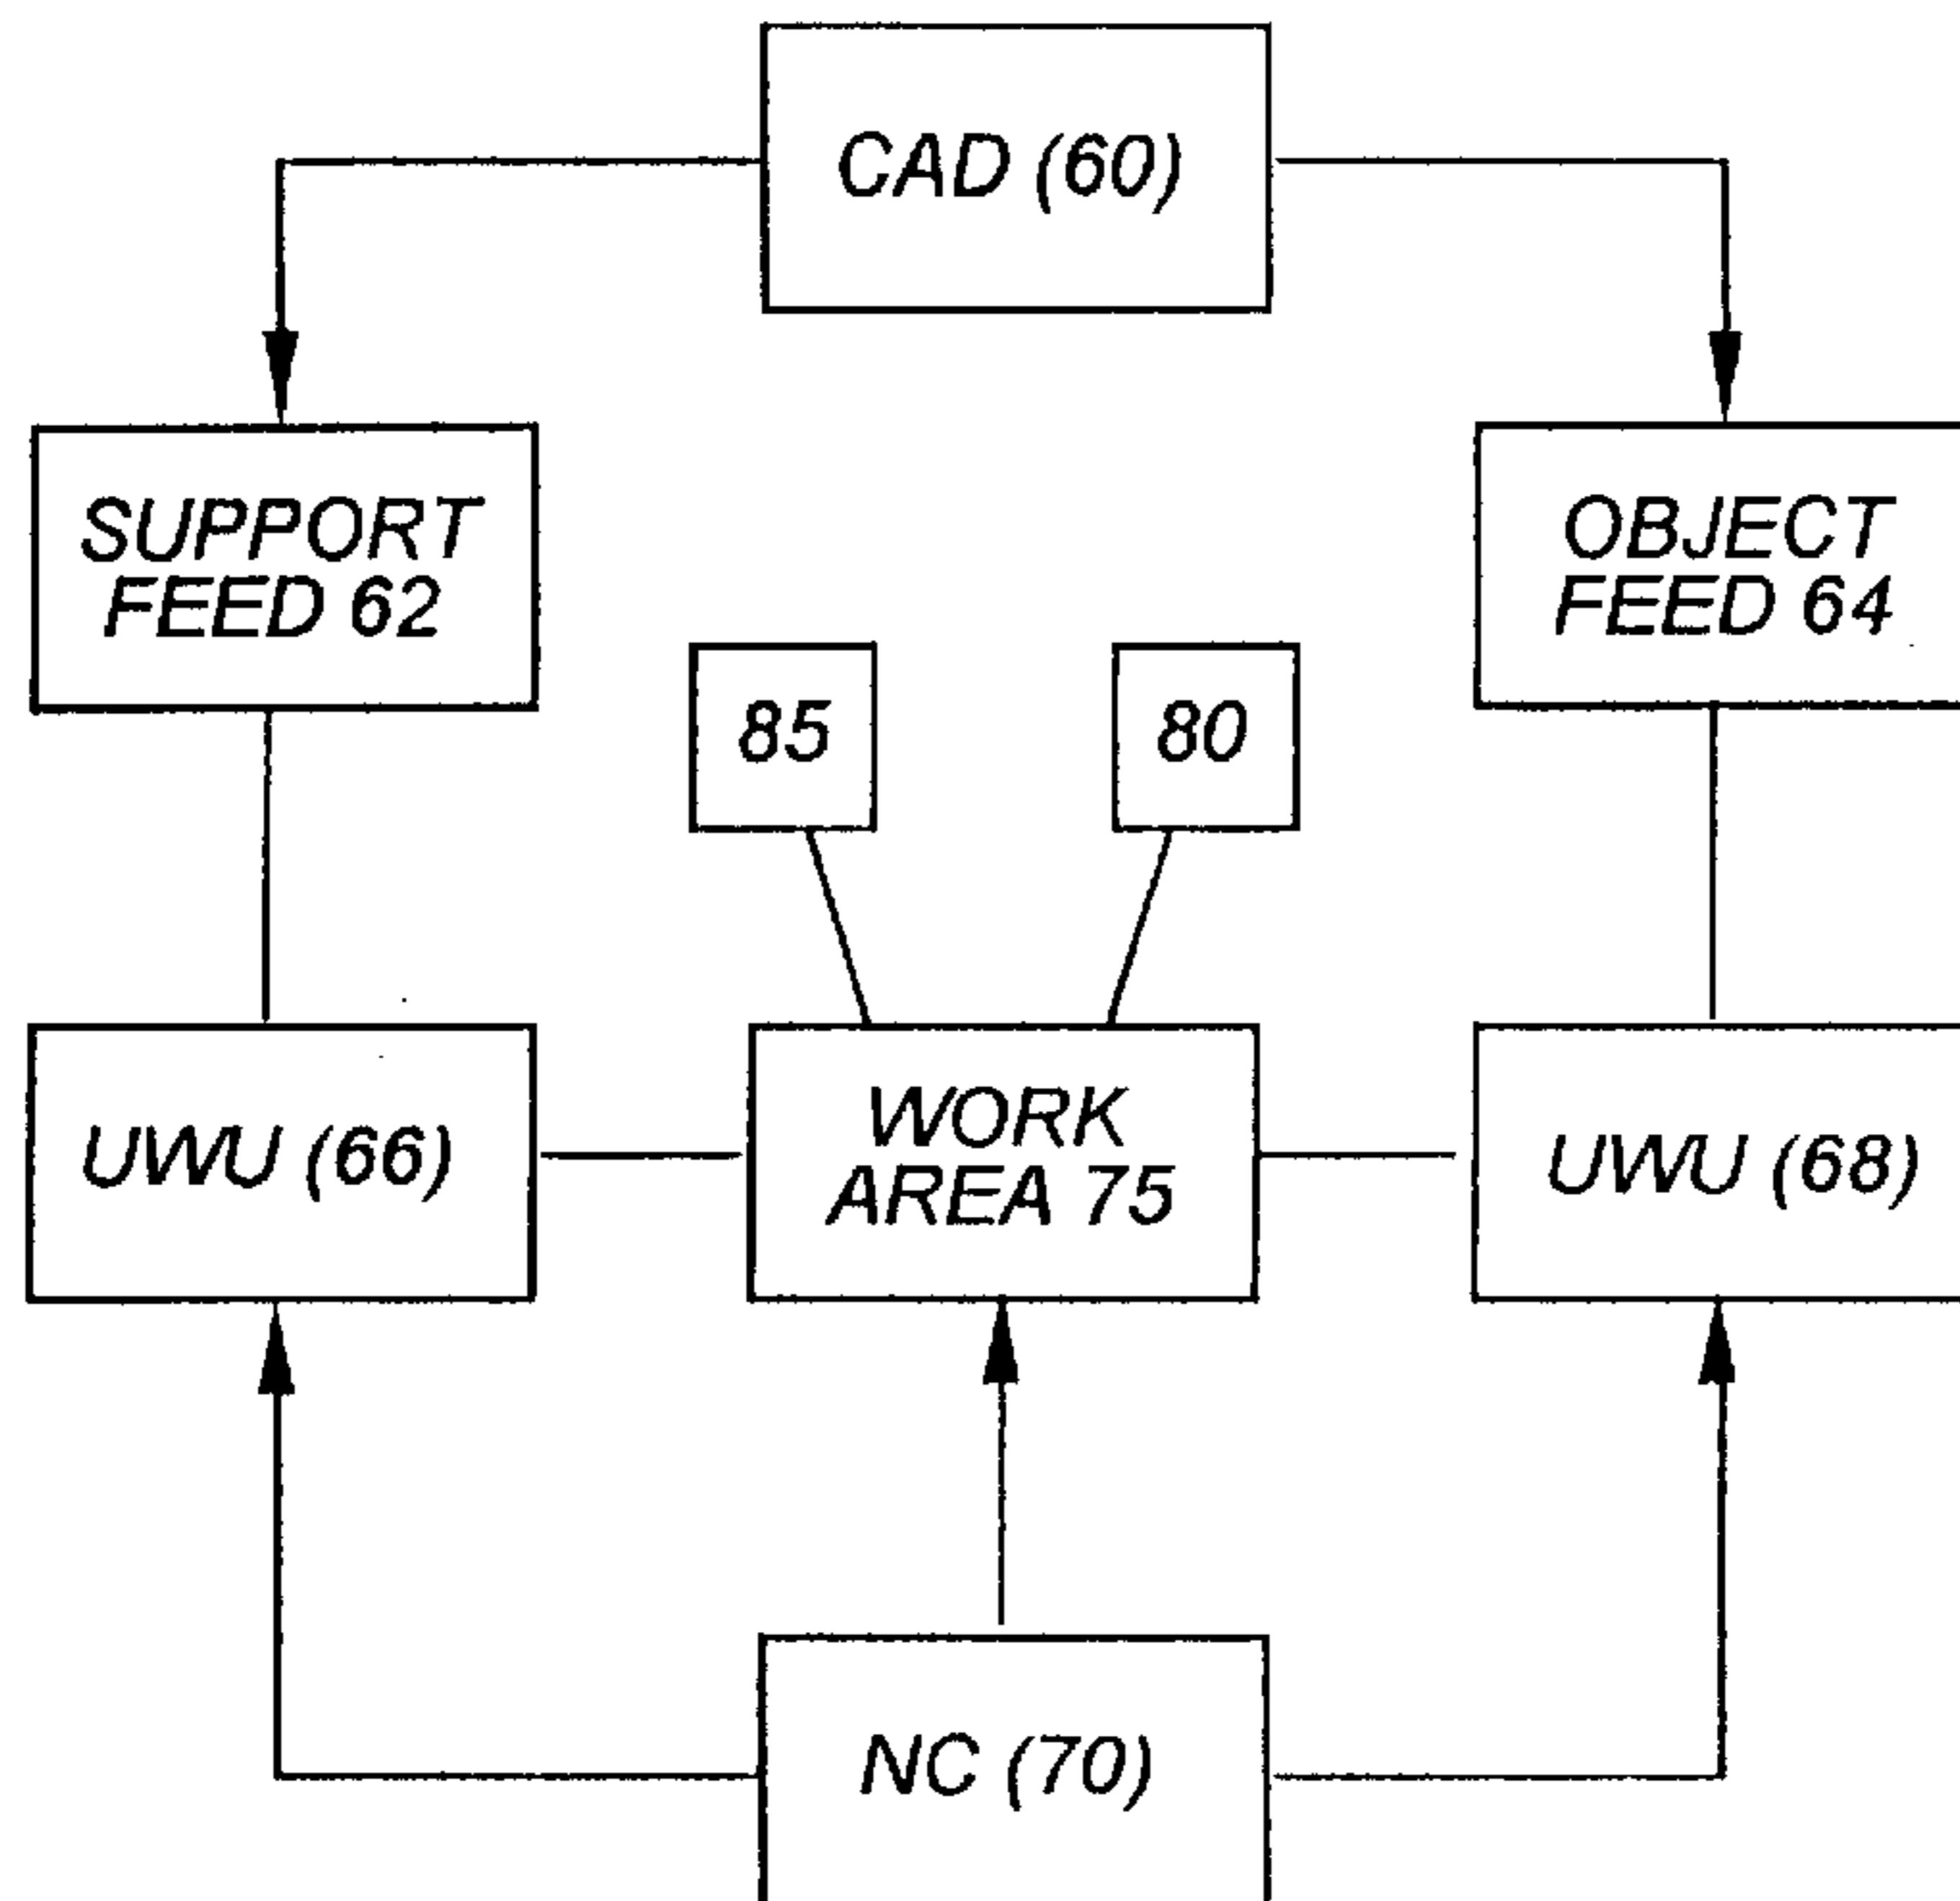 CAD (60)
SUPPORT
FEED 62
OBJECT
FEED 64
85
80
UWU (66)
WORK
AREA 75
UWU (68)
NC (70)